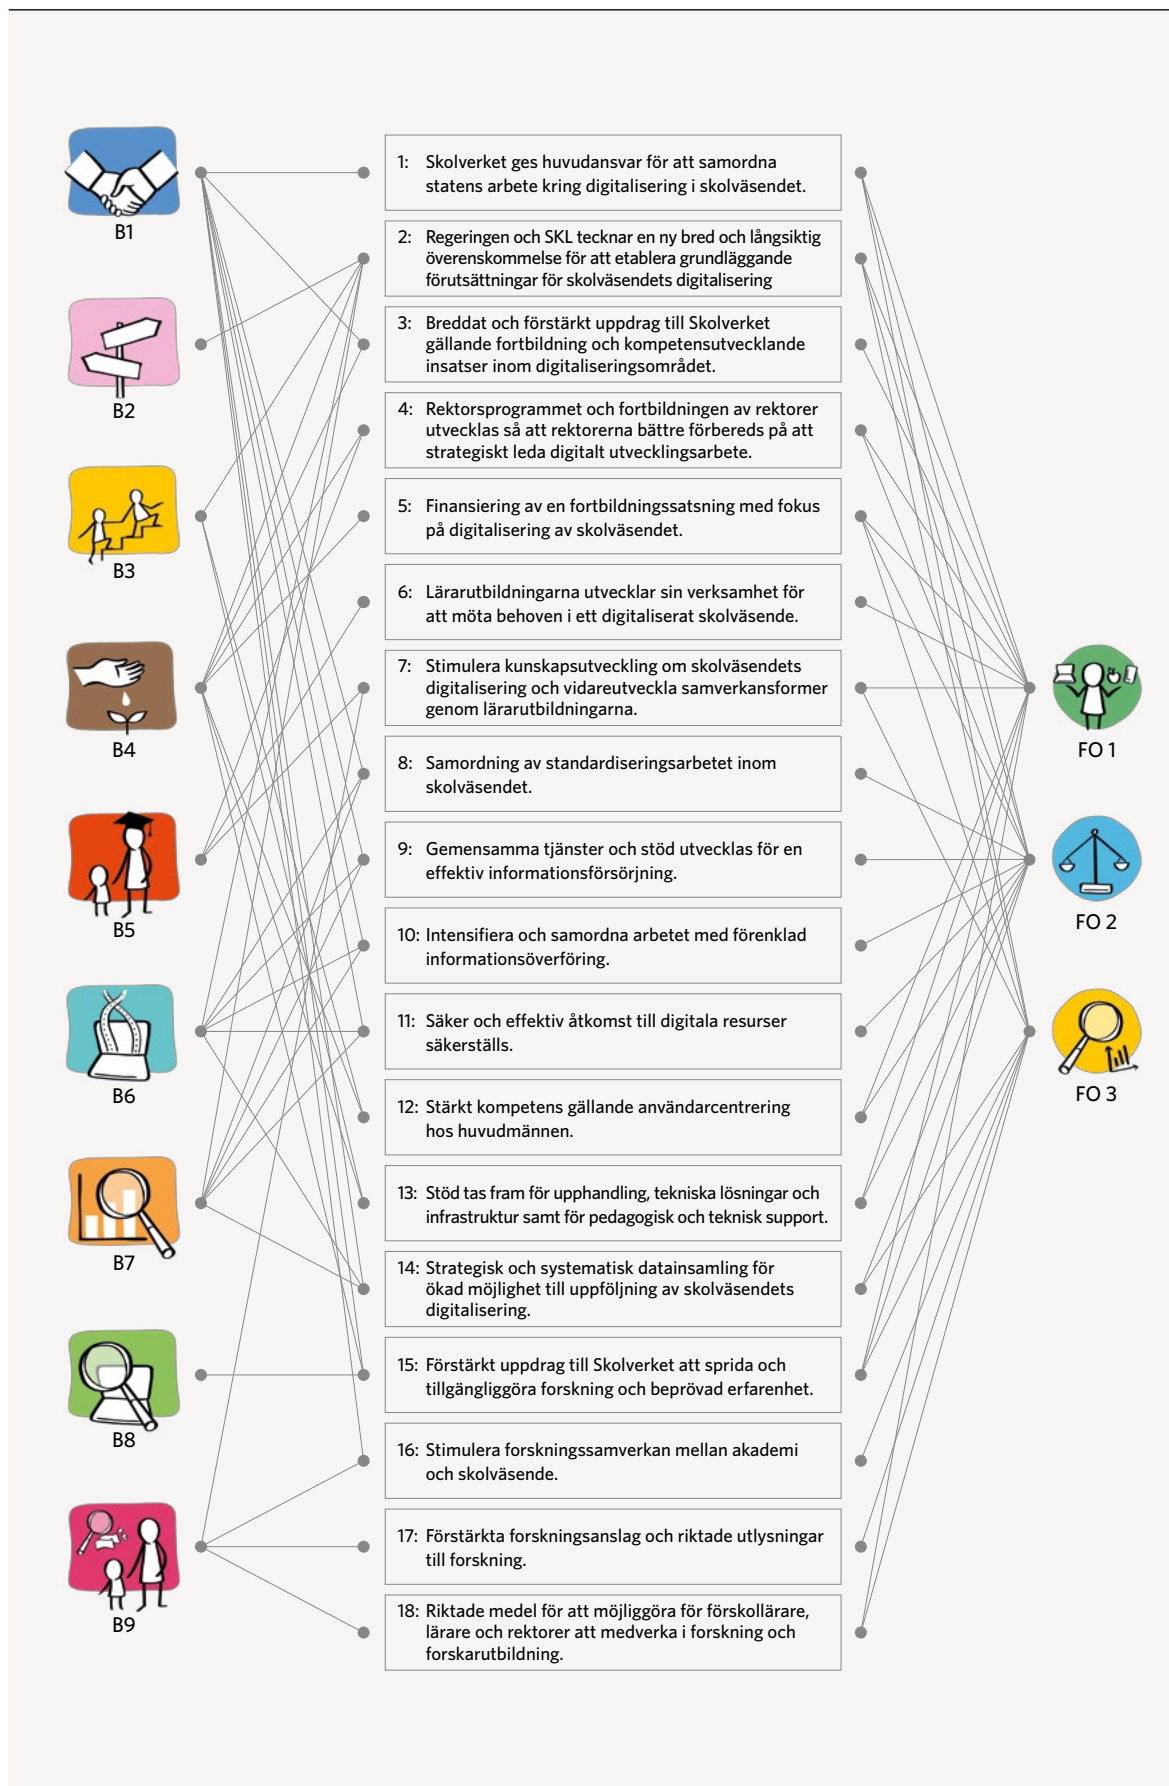 B1
B2
B3
B4
B5
B6
B7
B8
B9
1: Skolverket ges huvudansvar för att samordna
statens arbete kring digitalisering i skolväsendet.
2: Regeringen och SKL tecknar en ny bred och långsiktig
överenskommelse för att etablera grundläggande
förutsättningar för skolväsendets digitalisering
3: Breddat och förstärkt uppdrag till Skolverket
gällande fortbildning och kompetensutvecklande
insatser inom digitaliseringsområdet.
4: Rektorsprogrammet och fortbildningen av rektorer
utvecklas så att rektorerna bättre förbereds på att
strategiskt leda digitalt utvecklingsarbete.
5: Finansiering av en fortbildningssatsning med fokus
på digitalisering av skolväsendet.
6: Lärarutbildningarna utvecklar sin verksamhet för
att möta behoven i ett digitaliserat skolväsende.
7: Stimulera kunskapsutveckling om skolväsendets
digitalisering och vidareutveckla samverkansformer
genom lärarutbildningarna.
8: Samordning av standardiseringsarbetet inom
skolväsendet.
9: Gemensamma tjänster och stöd utvecklas för en
effektiv informationsförsörjning.
10: Intensifiera och samordna arbetet med förenklad
informationsöverföring.
11: Säker och effektiv åtkomst till digitala resurser
säkerställs.
12: Stärkt kompetens gällande användarcentrering
hos huvudmännen.
13: Stöd tas fram för upphandling, tekniska lösningar och
infrastruktur samt för pedagogisk och teknisk support.
14: Strategisk och systematisk datainsamling för
ökad möjlighet till uppföljning av skolväsendets
digitalisering.
15: Förstärkt uppdrag till Skolverket att sprida och
tillgängliggöra forskning och beprövad erfarenhet.
16: Stimulera forskningssamverkan mellan akademi
och skolväsende.
17: Förstärkta forskningsanslag och riktade utlysningar
till forskning.
18: Riktade medel för att möjliggöra för förskollärare,
lärare och rektorer att medverka i forskning och
forskarutbildning.
FO 1
FO 2
FO 3